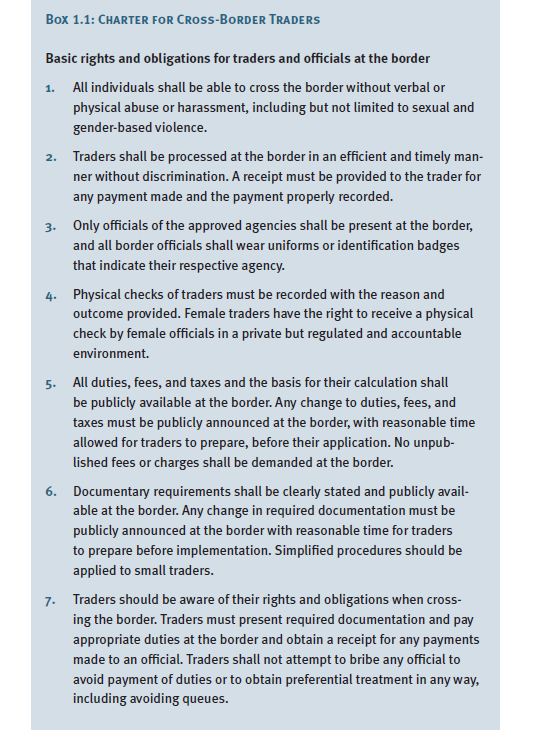 Box 1.1: Charter for Cross-Border Traders
Basic rights and obligations for traders and officials at the border
1. All individuals shall be able to cross the border without verbal or
physical abuse or harassment, including but not limited to sexual and
gender-based violence.
2. Traders shall be processed at the border in an efficient and timely man-
ner without discrimination. A receipt must be provided to the trader for
any payment made and the payment properly recorded.
3. Only officials of the approved agencies shall be present at the border,
and all border officials shall wear uniforms or identification badges
that indicate their respective agency.
4. Physical checks of traders must be recorded with the reason and
outcome provided. Female traders have the right to receive a physical
check by female officials in a private but regulated and accountable
environment.
5. All duties, fees, and taxes and the basis for their calculation shall
be publicly available at the border. Any change to duties, fees, and
taxes must be publicly announced at the border, with reasonable time
allowed for traders to prepare, before their application. No unpub-
lished fees or charges shall be demanded at the border.
6. Documentary requirements shall be clearly stated and publicly avail-
able at the border. Any change in required documentation must be
publicly announced at the border with reasonable time for traders
to prepare before implementation. Simplified procedures should be
applied to small traders.
7. Traders should be aware of their rights and obligations when cross-
ing the border. Traders must present required documentation and pay
appropriate duties at the border and obtain a receipt for any payments
made to an official. Traders shall not attempt to bribe any official to
avoid payment of duties or to obtain preferential treatment in any way,
including avoiding queues.